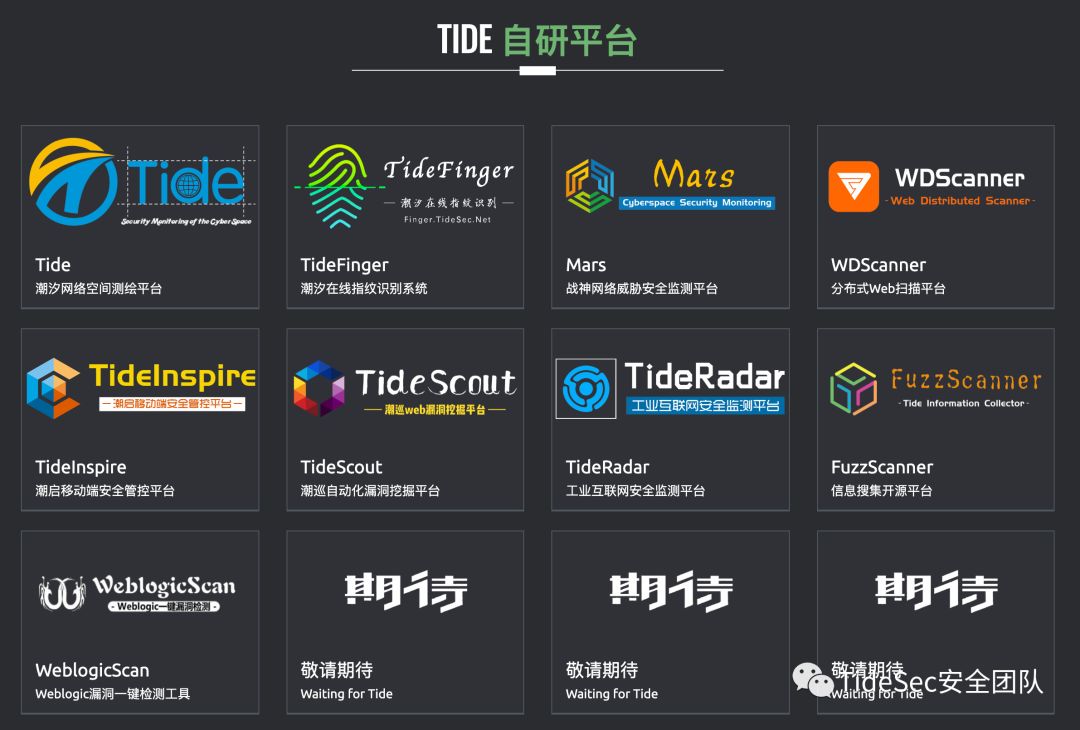 TIDE 自研平台
Tide
Security Monitoring of the Cyber Space
Tide
潮汐网络空间测绘平台
TideFinger
潮汐在线指纹识别
Finger.TideSec.Net
TideFinger
潮汐在线指纹识别系统
Mars
Cyberspace Security Monitoring
Mars
战神网络威胁安全监测平台
WDScanner
-Web Distributed Scanner-
WDScanner
分布式Web扫描平台
TideInspire
潮启移动端安全管控平台
TideInspire
潮启移动端安全管控平台
TideScout
潮巡web漏洞挖掘平台
TideScout
潮巡自动化漏洞挖掘平台
TideRadar
工业互联网安全监测平台
TideRadar
工业互联网安全监测平台
FuzzScanner
-Tide Information Collector-
FuzzScanner
信息搜集开源平台
WeblogicScan
·Weblogic一键漏洞检测·
WeblogicScan
Weblogic漏洞一键检测工具
期待
敬请期待
Waiting for Tide
期待
敬请期待
Waiting for Tide
期待
敬请期待
Waiting for Tide
TideSec安全团队